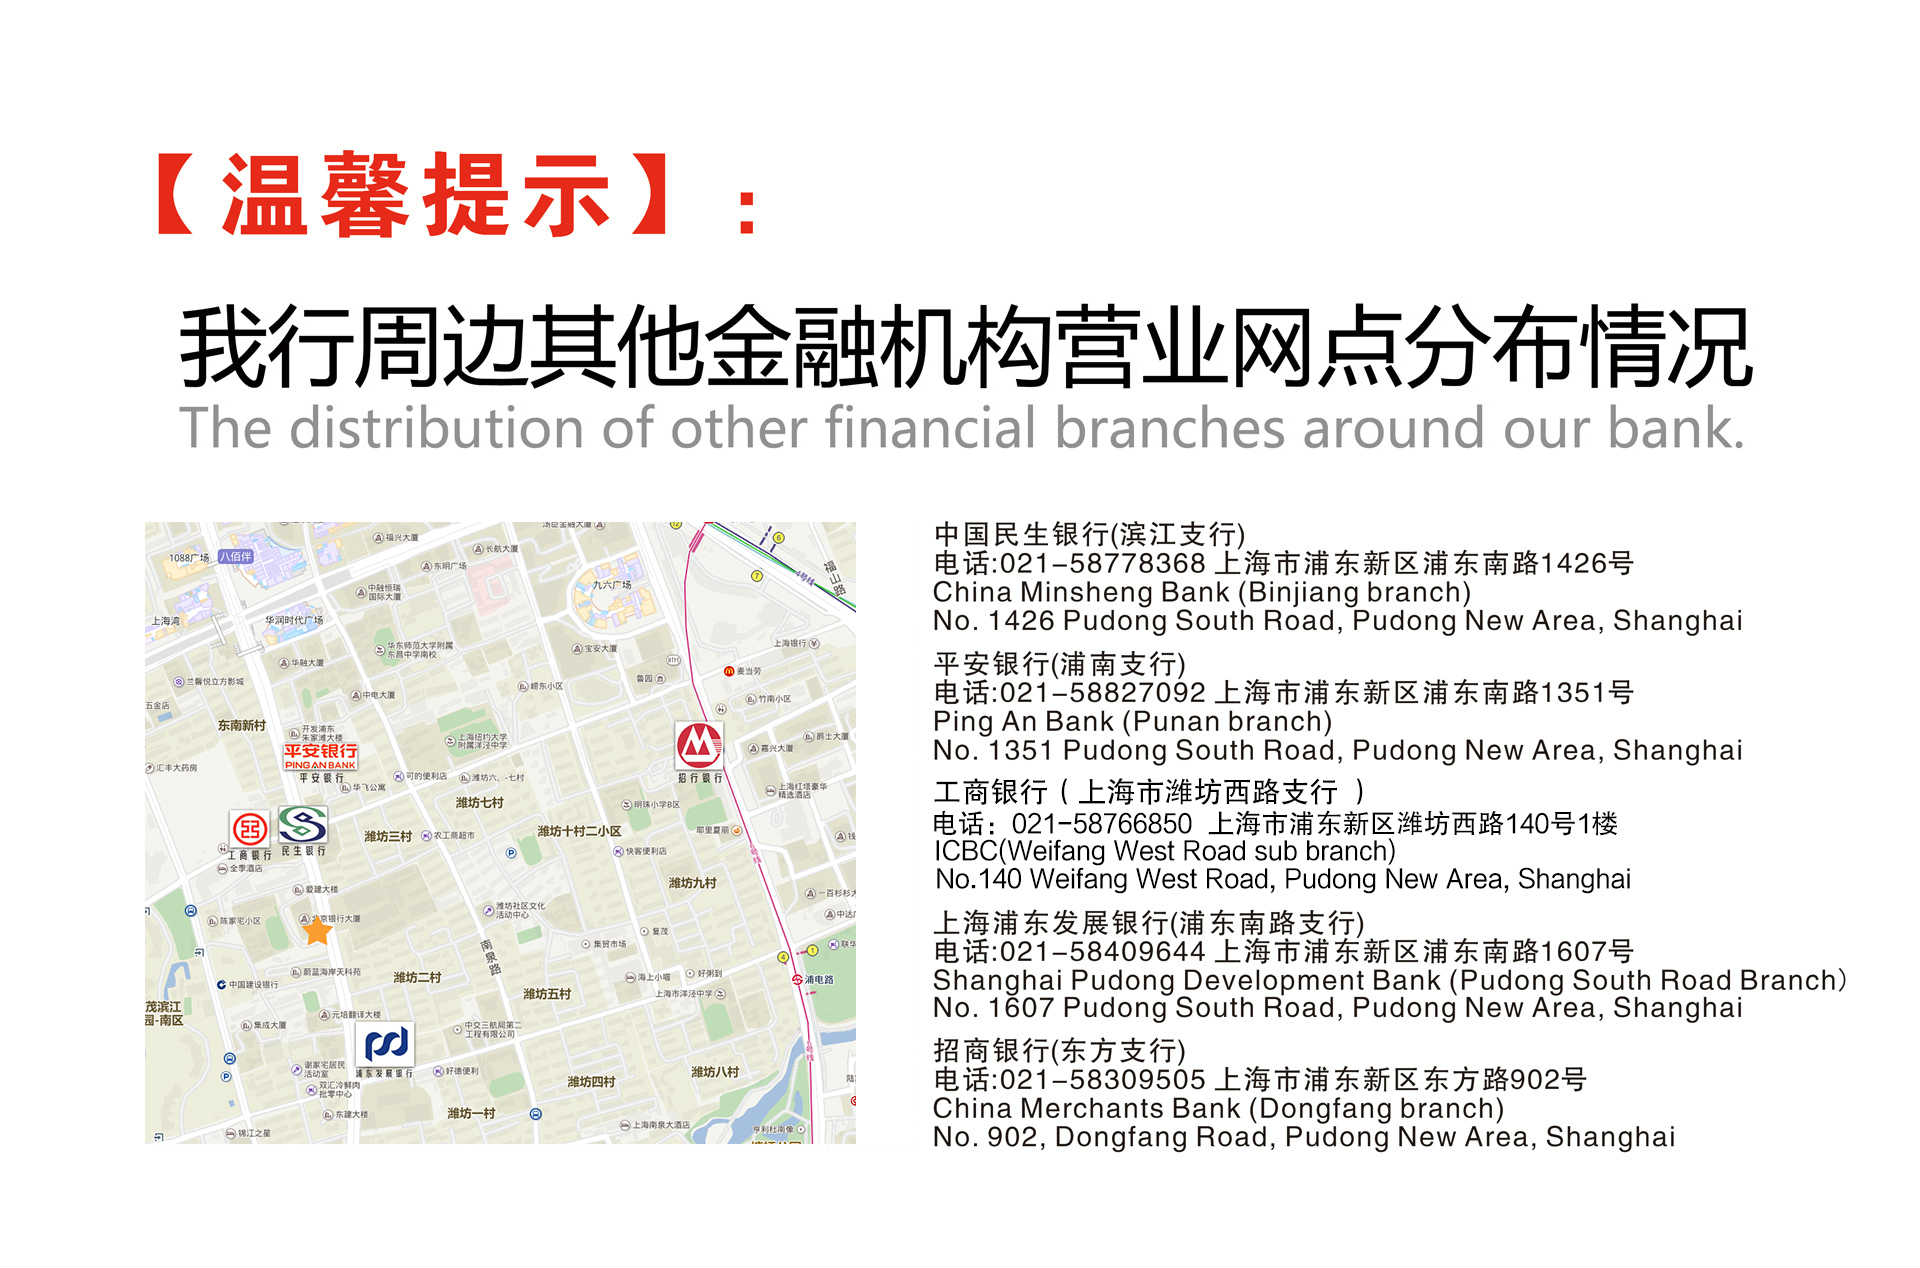 【温馨提示】:
我行周边其他金融机构营业网点分布情况
The distribution of other financial branches around our bank.
中国民生银行(滨江支行)
电话:021-58778368 上海市浦东新区浦东南路1426号
China Minsheng Bank (Binjiang branch)
No. 1426 Pudong South Road, Pudong New Area, Shanghai
平安银行(浦南支行)
电话:021-58827092 上海市浦东新区浦东南路1351号
Ping An Bank (Punan branch)
No. 1351 Pudong South Road, Pudong New Area, Shanghai
工商银行（上海市潍坊西路支行 ）
电话：021-58766850 上海市浦东新区潍坊西路140号1楼
ICBC(Weifang West Road sub branch)
No.140 Weifang West Road, Pudong New Area, Shanghai
上海浦东发展银行(浦东南路支行)
电话:021-58409644 上海市浦东新区浦东南路1607号
Shanghai Pudong Development Bank (Pudong South Road Branch)
No. 1607 Pudong South Road, Pudong New Area, Shanghai
招商银行(东方支行)
电话:021-58309505 上海市浦东新区东方路902号
China Merchants Bank (Dongfang branch)
No. 902, Dongfang Road, Pudong New Area, Shanghai
福兴大厦
长航大厦
1088广场
八佰伴
东明广场
中融恒瑞
国际大厦
九六广场
福山路
4号线
上海湾
华润时代广场
华东师范大学附属
东昌中学南校
宝安大厦
上海银行
华融大厦
鲁园
麦当劳
兰馨悦立方影城
崂东小区
中电大厦
竹南小区
五金店
东南新村
开发浦东
朱家滩大楼
上海纽约大学
附属洋泾中学
爵士大厦
嘉兴大厦
平安银行
PING AN BANK
平安银行
招行银行
汇丰大药房
可的便利店
潍坊六、七村
华飞公寓
上海红塔豪华
精选酒店
潍坊七村
明珠小学B区
潍坊三村
农工商超市
潍坊十村二小区
耶里夏丽
工商银行
民生银行
快客便利店
全季酒店
爱建大楼
潍坊九村
一百杉杉大
陈家宅小区
北京银行大厦
潍坊社区文化
活动中心
南泉路
复茂
集贸市场
蔚蓝海岸天科苑
潍坊二村
海上小嘴
好粥到
浦电路
中国建设银行
潍坊五村
上海市洋泾中学
茂滨江
园-南区
元培翻译大楼
集成大厦
中交三航局第二
工程有限公司
谢家宅居民
活动室
浦东发展银行
好德便利
双汇冷鲜肉
批零中心
潍坊四村
潍坊八村
东建大楼
潍坊一村
锦江之星
上海南泉大酒店
亨利杜南像